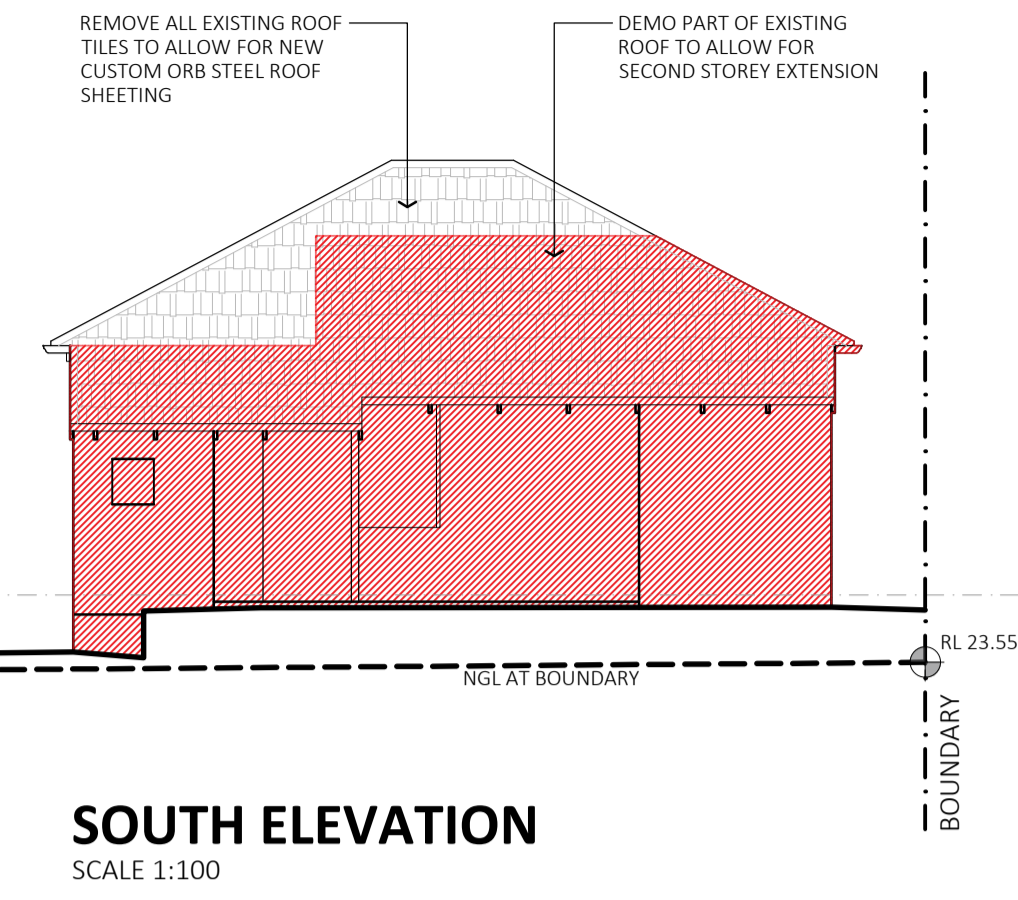 REMOVE ALL EXISTING ROOF
TILES TO ALLOW FOR NEW
CUSTOM ORB STEEL ROOF
SHEETING
DEMO PART OF EXISTING
ROOF TO ALLOW FOR
SECOND STOREY EXTENSION
RL 23.55
NGL AT BOUNDARY
BOUNDARY
SOUTH ELEVATION
SCALE 1:100